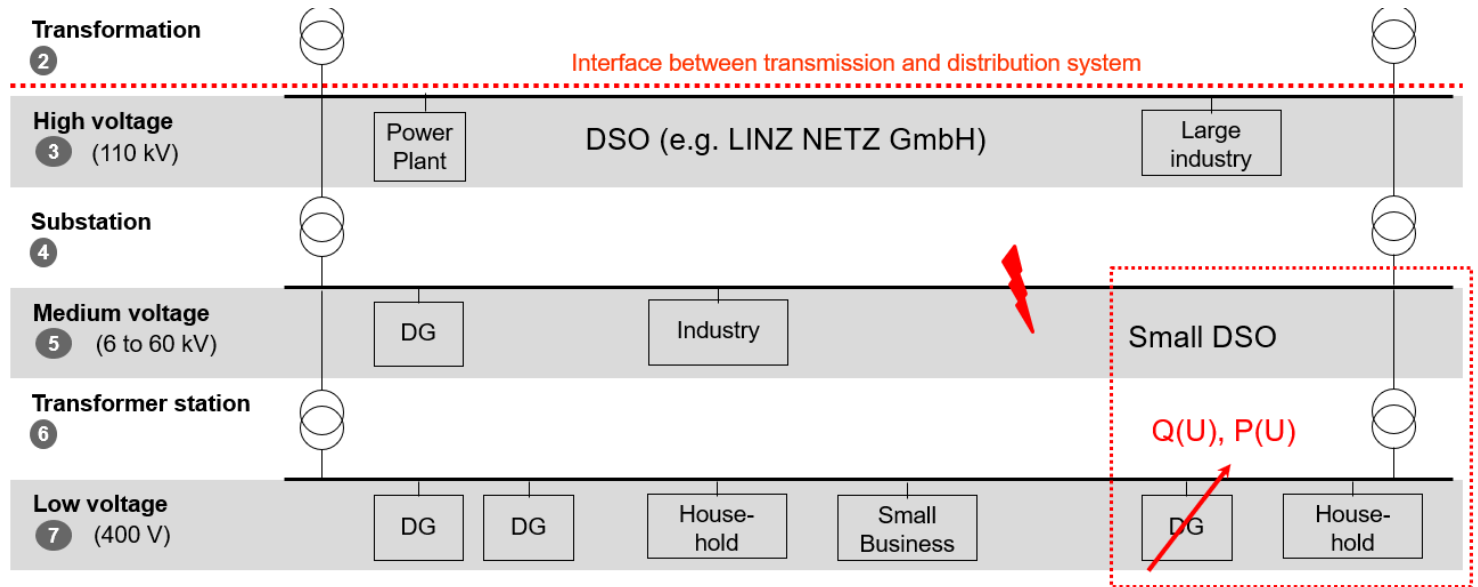 Transformation
2
Interface between transmission and distribution system
High voltage
3 (110 kV)
Power
Plant
DSO (e.g. LINZ NETZ GmbH)
Large
industry
Substation
4
Medium voltage
5 (6 to 60 kV)
DG
Industry
Small DSO
Transformer station
6
Q(U), P(U)
Low voltage
7 (400 V)
DG
DG
House-
hold
Small
Business
DG
House-
hold